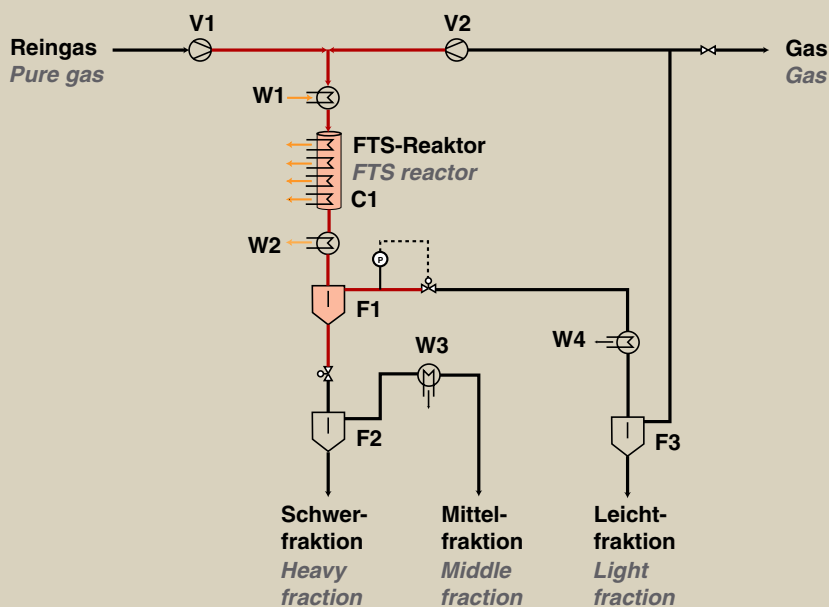 V1
V2
Reingas
Pure gas
Gas
Gas
W1
FTS-Reaktor
FTS reactor
C1
W2
P
F1
W3
W4
F2
F3
Schwer-
fraktion
Heavy
fraction
Mittel-
fraktion
Middle
fraction
Leicht-
fraktion
Light
fraction